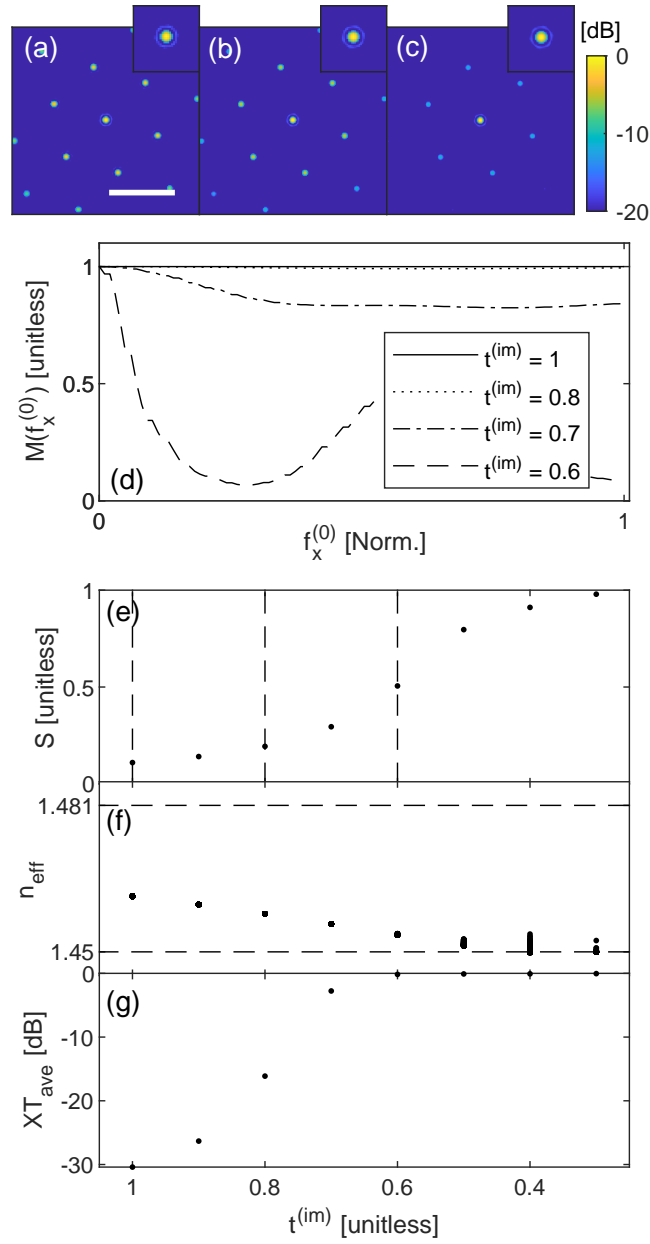 (a) (b) (c) [dB]
0
-10
-20
M(f_x^(0)) [unitless]
1
0.5
0
(d)
t^(im) = 1
t^(im) = 0.8
t^(im) = 0.7
t^(im) = 0.6
0 1
f_x^(0) [Norm.]
S [unitless]
1
0.5
0
(e)
n_eff
1.481
1.45
(f)
XT_ave [dB]
0
-10
-20
-30
(g)
1 0.8 0.6 0.4
t^(im) [unitless]